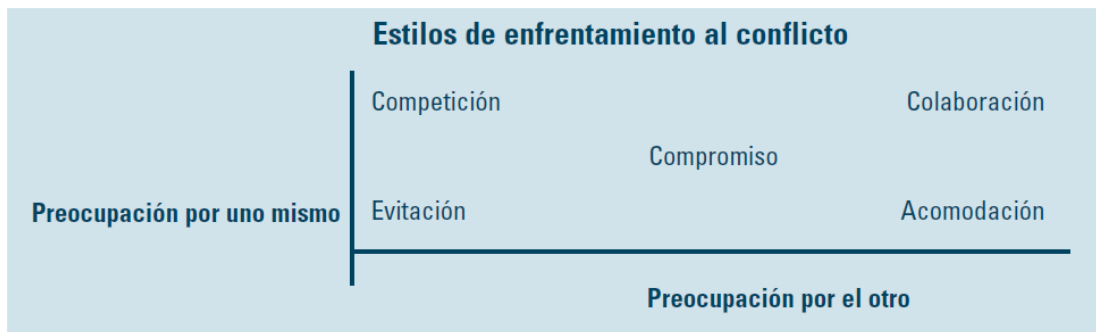 Estilos de enfrentamiento al conflicto
Competición
Colaboración
Compromiso
Preocupación por uno mismo
Evitación
Acomodación
Preocupación por el otro